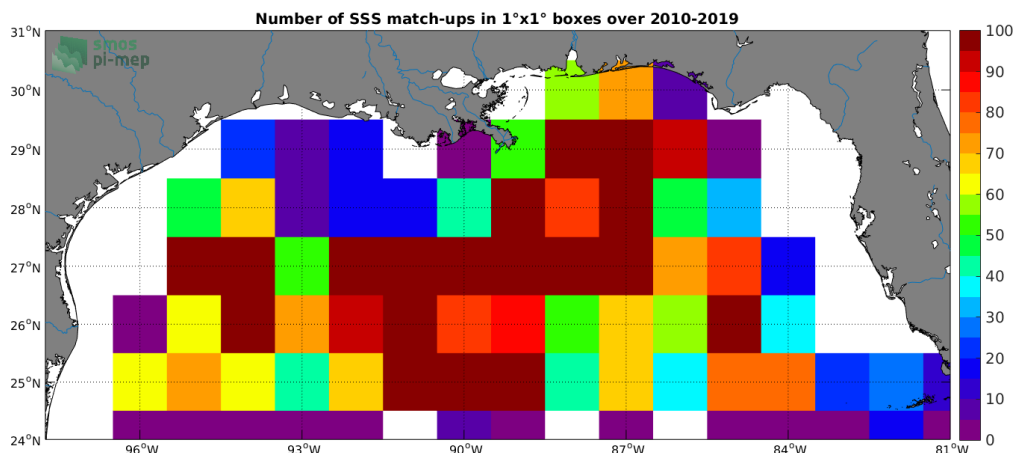 Number of SSS match-ups in 1°x1° boxes over 2010-2019
smos
pi-mep
31°N
30°N
29°N
28°N
27°N
26°N
25°N
24°N
96°W
93°W
90°W
87°W
84°W
81°W
100
90
80
70
60
50
40
30
20
10
0